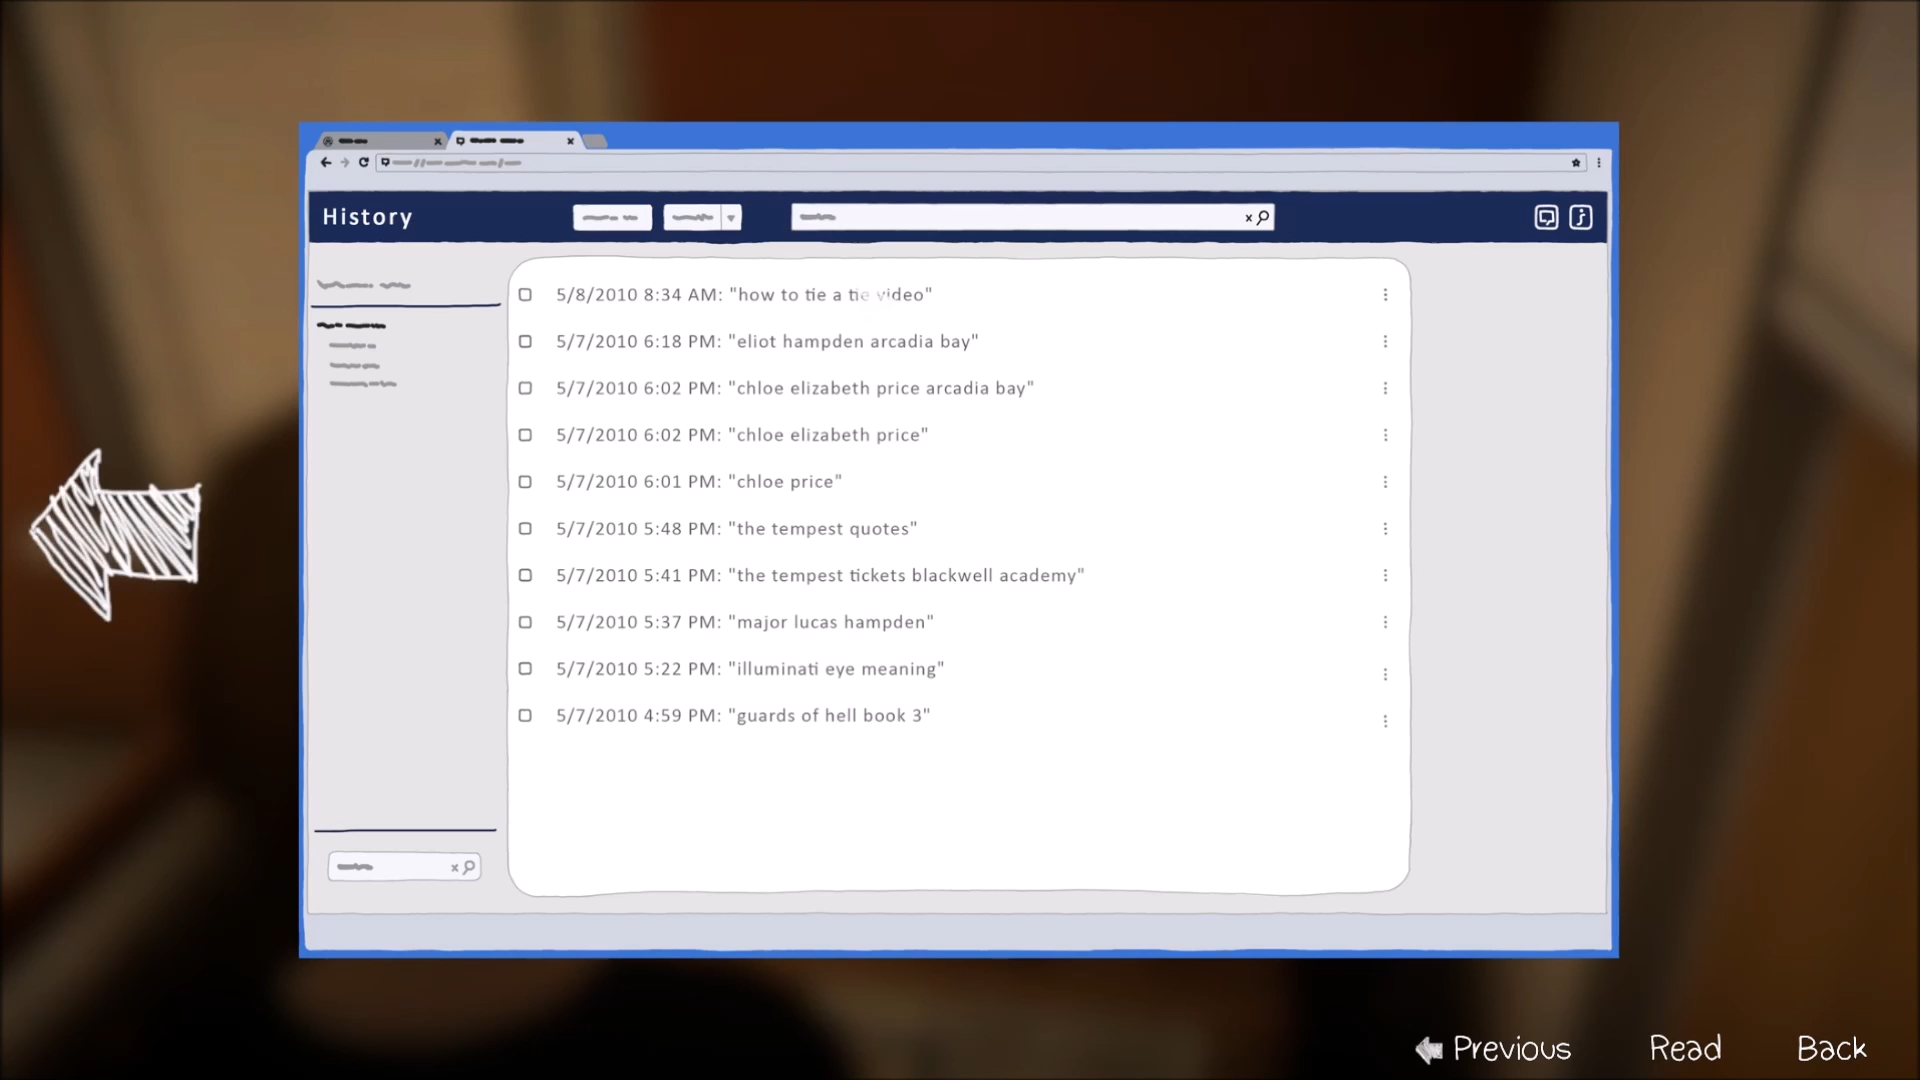 History
5/8/2010 8:34 AM: "how to tie a tie video"
5/7/2010 6:18 PM: "eliot hampden arcadia bay"
5/7/2010 6:02 PM: "chloe elizabeth price arcadia bay"
5/7/2010 6:02 PM: "chloe elizabeth price"
5/7/2010 6:01 PM: "chloe price"
5/7/2010 5:48 PM: "the tempest quotes"
5/7/2010 5:41 PM: "the tempest tickets blackwell academy"
5/7/2010 5:37 PM: "major lucas hampden"
5/7/2010 5:22 PM: "illuminati eye meaning"
5/7/2010 4:59 PM: "guards of hell book 3"
Previous Read Back